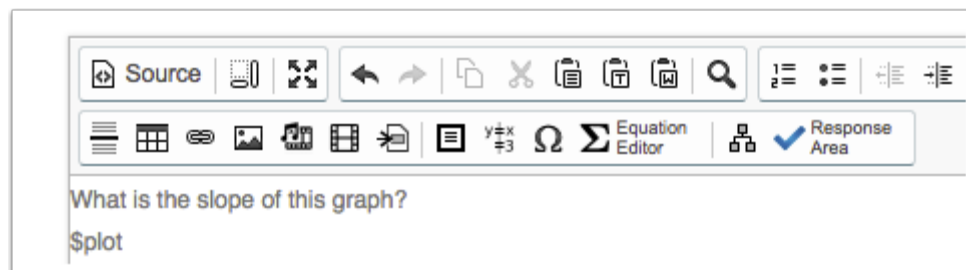 Source
Equation Editor
Response Area
What is the slope of this graph?
$plot